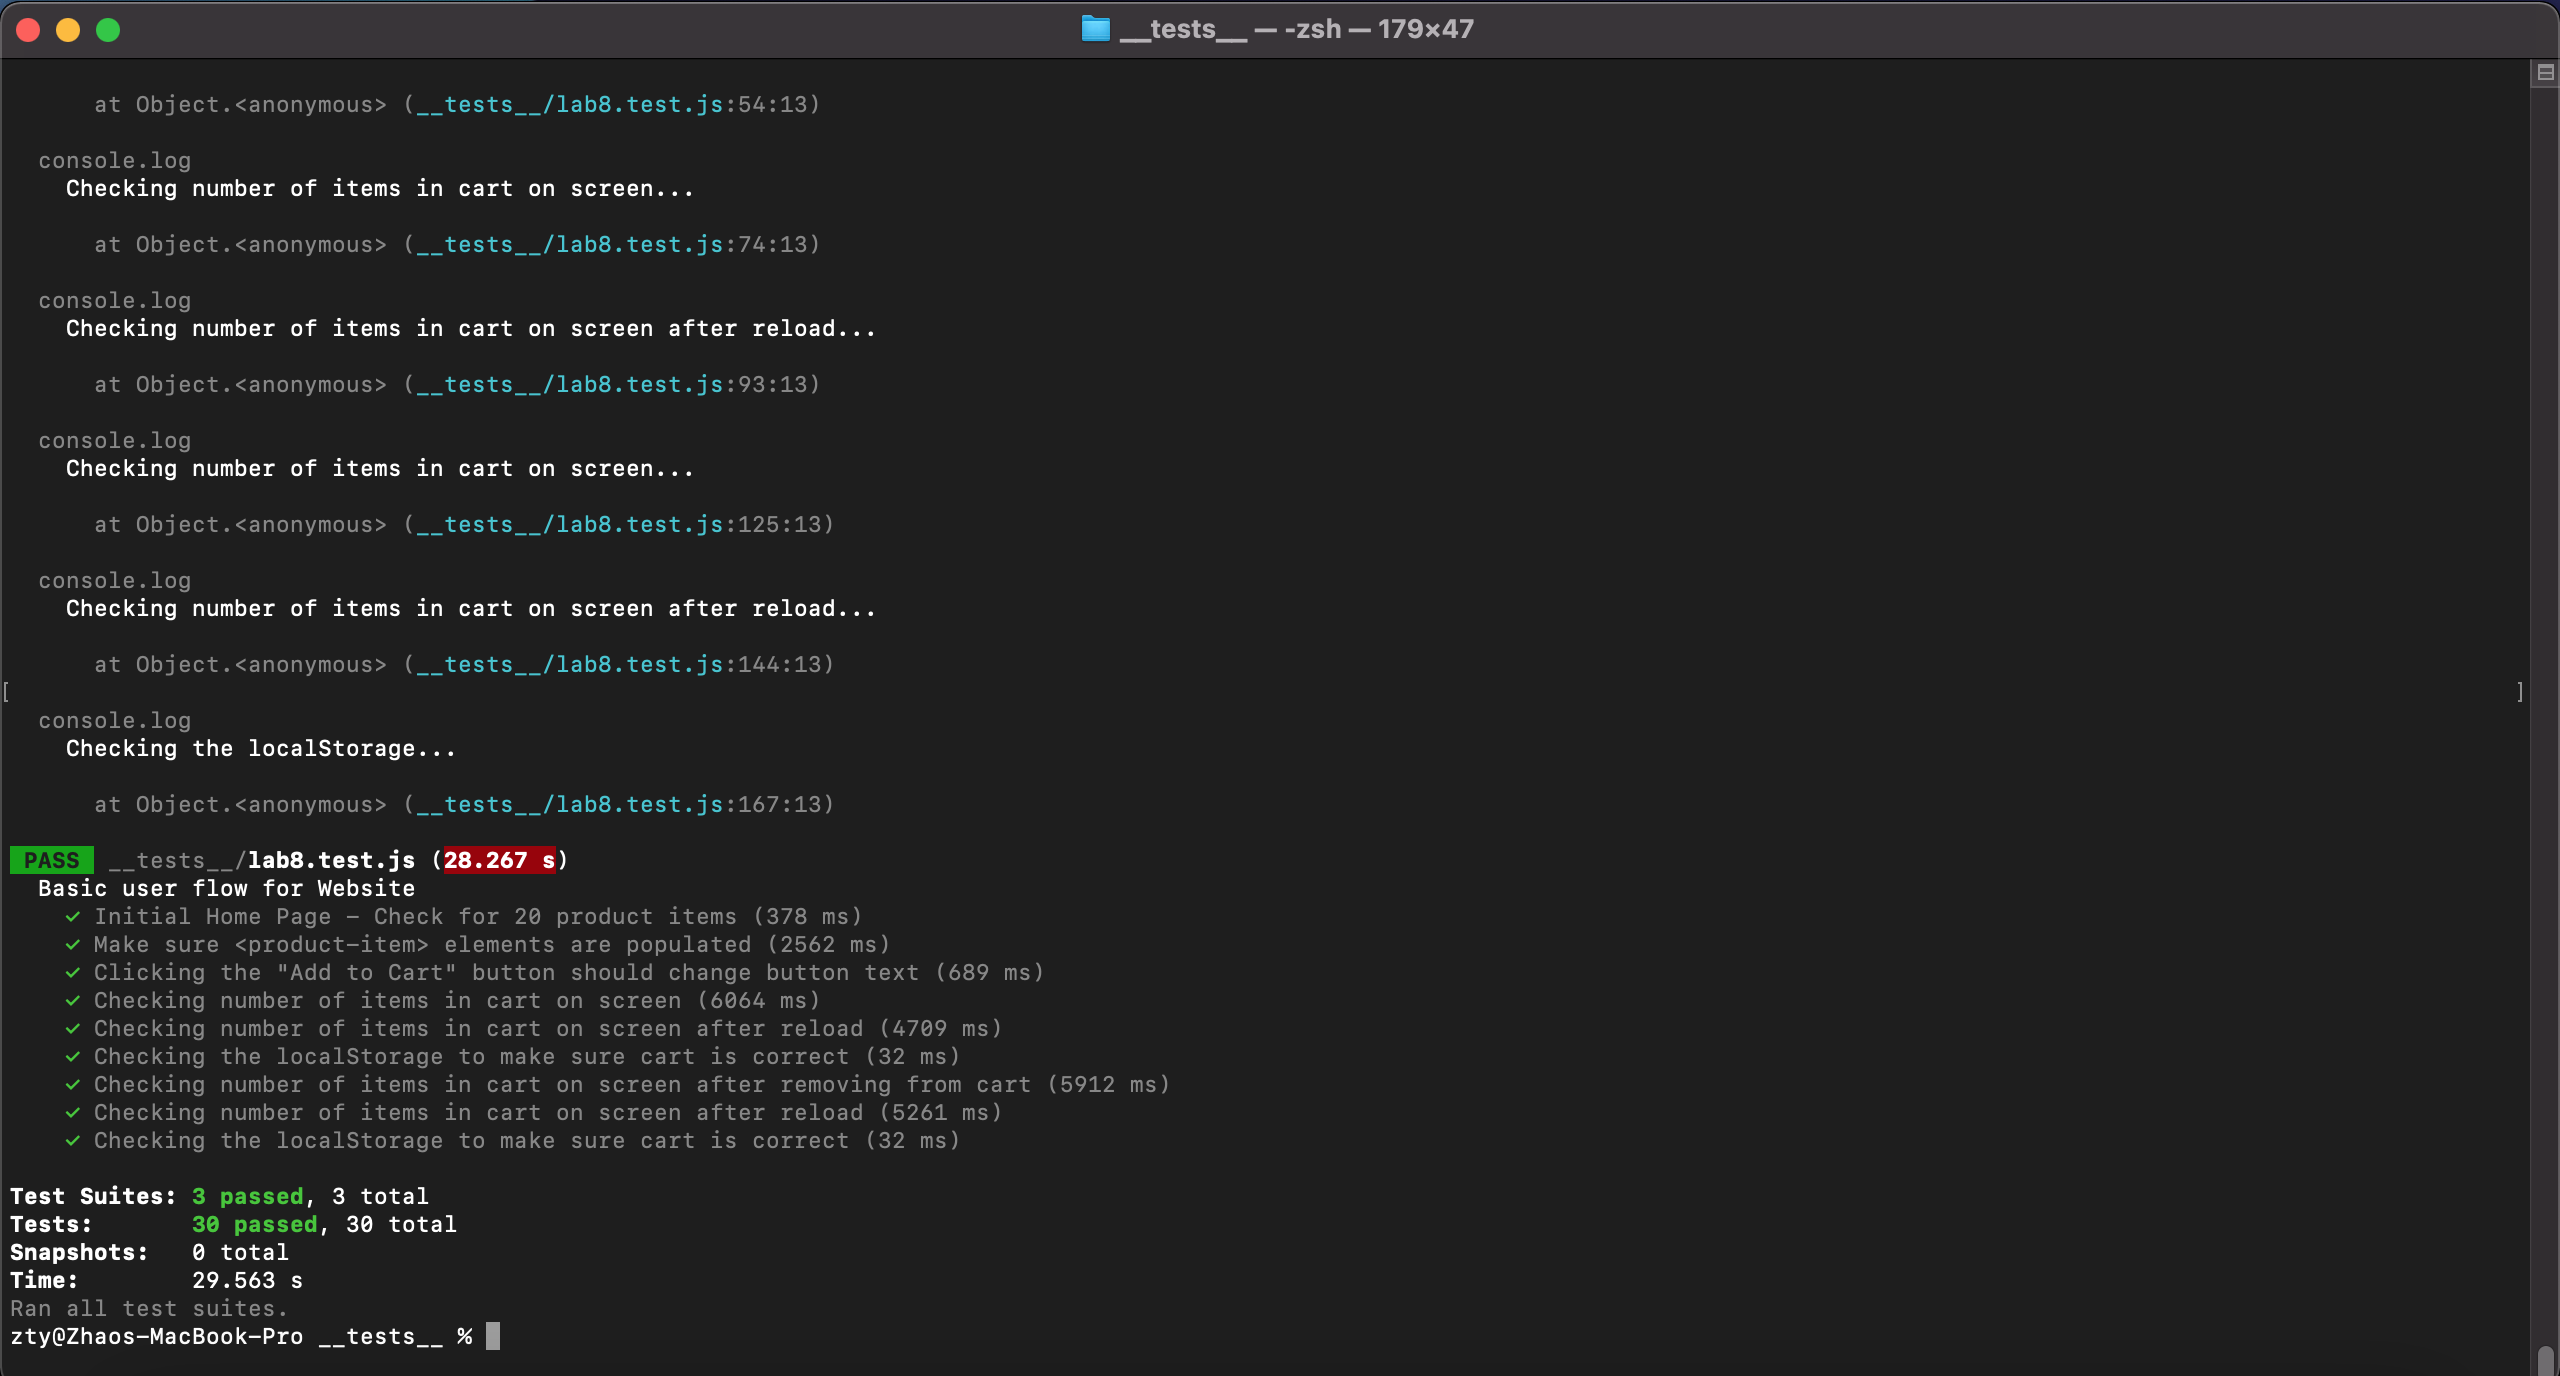 __tests__ — -zsh — 179×47
at Object.<anonymous> (__tests__/lab8.test.js:54:13)
console.log
Checking number of items in cart on screen...
at Object.<anonymous> (__tests__/lab8.test.js:74:13)
console.log
Checking number of items in cart on screen after reload...
at Object.<anonymous> (__tests__/lab8.test.js:93:13)
console.log
Checking number of items in cart on screen...
at Object.<anonymous> (__tests__/lab8.test.js:125:13)
console.log
Checking number of items in cart on screen after reload...
at Object.<anonymous> (__tests__/lab8.test.js:144:13)
[ ]
console.log
Checking the localStorage...
at Object.<anonymous> (__tests__/lab8.test.js:167:13)
PASS __tests__/lab8.test.js (28.267 s)
Basic user flow for Website
✓ Initial Home Page - Check for 20 product items (378 ms)
✓ Make sure <product-item> elements are populated (2562 ms)
✓ Clicking the "Add to Cart" button should change button text (689 ms)
✓ Checking number of items in cart on screen (6064 ms)
✓ Checking number of items in cart on screen after reload (4709 ms)
✓ Checking the localStorage to make sure cart is correct (32 ms)
✓ Checking number of items in cart on screen after removing from cart (5912 ms)
✓ Checking number of items in cart on screen after reload (5261 ms)
✓ Checking the localStorage to make sure cart is correct (32 ms)
Test Suites: 3 passed, 3 total
Tests: 30 passed, 30 total
Snapshots: 0 total
Time: 29.563 s
Ran all test suites.
zty@Zhaos-MacBook-Pro __tests__ %